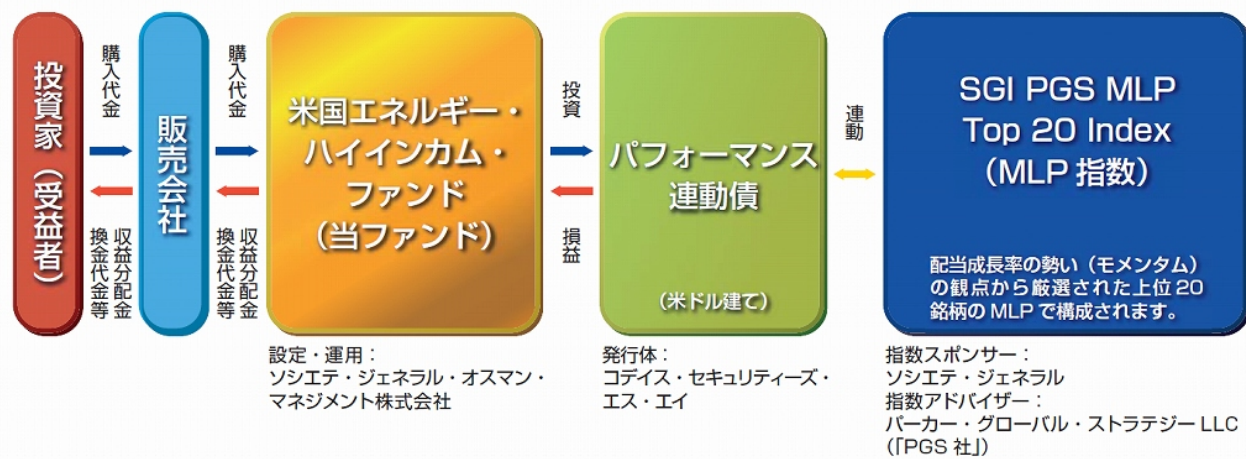 投資家（受益者）
購入代金
換金代金等
収益分配金
販売会社
購入代金
換金代金等
収益分配金
米国エネルギー・
ハイインカム・
ファンド
（当ファンド）
設定・運用：
ソシエテ・ジェネラル・オスマン・
マネジメント株式会社
投資
損益
パフォーマンス
連動債
（米ドル建て）
発行体：
コデイス・セキュリティーズ・
エス・エイ
連動
SGI PGS MLP
Top 20 Index
（MLP 指数）
配当成長率の勢い（モメンタム）
の観点から厳選された上位 20
銘柄の MLP で構成されます。
指数スポンサー：
ソシエテ・ジェネラル
指数アドバイザー：
パーカー・グローバル・ストラテジー LLC
（「PGS 社」）